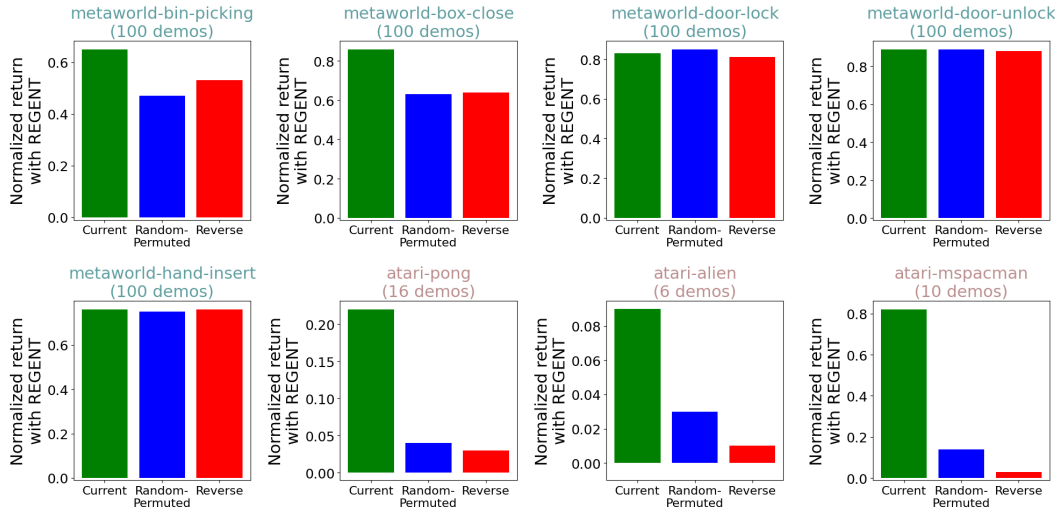 metaworld-bin-picking
(100 demos)
Normalized return
with REGENT
0.6
0.4
0.2
0.0
Current
Random-
Permuted
Reverse
metaworld-box-close
(100 demos)
Normalized return
with REGENT
0.8
0.6
0.4
0.2
0.0
Current
Random-
Permuted
Reverse
metaworld-door-lock
(100 demos)
Normalized return
with REGENT
0.8
0.6
0.4
0.2
0.0
Current
Random-
Permuted
Reverse
metaworld-door-unlock
(100 demos)
Normalized return
with REGENT
0.8
0.6
0.4
0.2
0.0
Current
Random-
Permuted
Reverse
metaworld-hand-insert
(100 demos)
Normalized return
with REGENT
0.6
0.4
0.2
0.0
Current
Random-
Permuted
Reverse
atari-pong
(16 demos)
Normalized return
with REGENT
0.20
0.15
0.10
0.05
0.00
Current
Random-
Permuted
Reverse
atari-alien
(6 demos)
Normalized return
with REGENT
0.08
0.06
0.04
0.02
0.00
Current
Random-
Permuted
Reverse
atari-mspacman
(10 demos)
Normalized return
with REGENT
0.8
0.6
0.4
0.2
0.0
Current
Random-
Permuted
Reverse